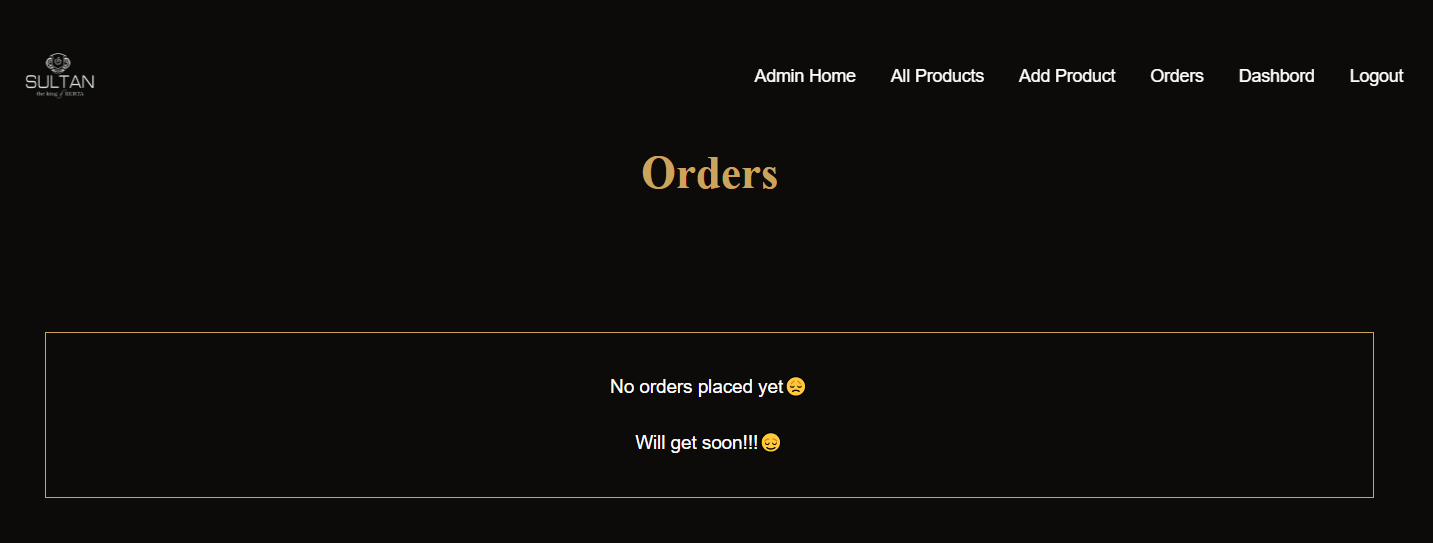 SULTAN
the king of
Admin Home All Products Add Product Orders Dashbord Logout
Orders
No orders placed yet😞
Will get soon!!!😌